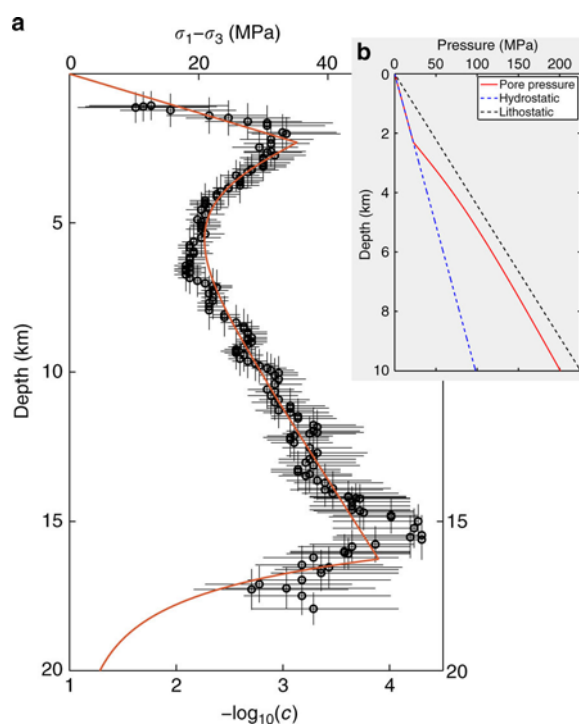 a
σ1–σ3 (MPa)
0
20
40
b
Pressure (MPa)
0 50 100 150 200
Pore pressure
Hydrostatic
Lithostatic
0
2
4
6
8
10
Depth (km)
5
10
15
20
Depth (km)
15
20
1
2
3
4
–log10(c)